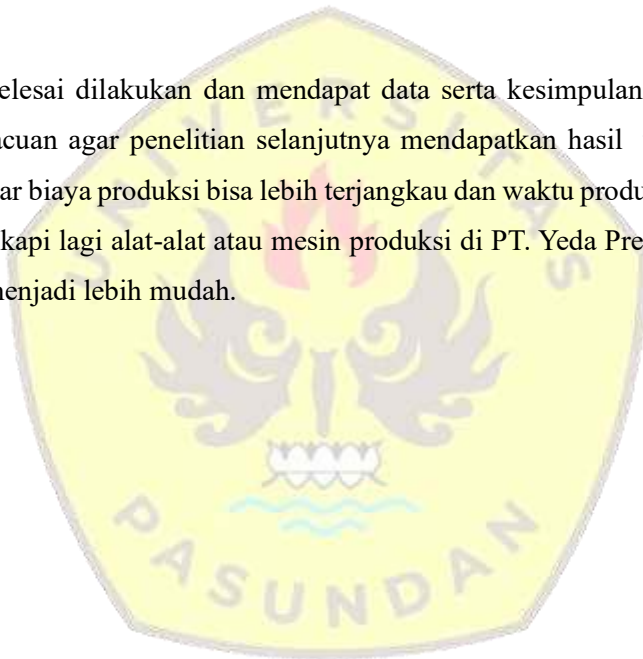 elesai dilakukan dan mendapat data serta kesimpulan
cuan agar penelitian selanjutnya mendapatkan hasil
ar biaya produksi bisa lebih terjangkau dan waktu produ
kapi lagi alat-alat atau mesin produksi di PT. Yeda Pre
menjadi lebih mudah.
UNIVERSITAS
PASUNDAN